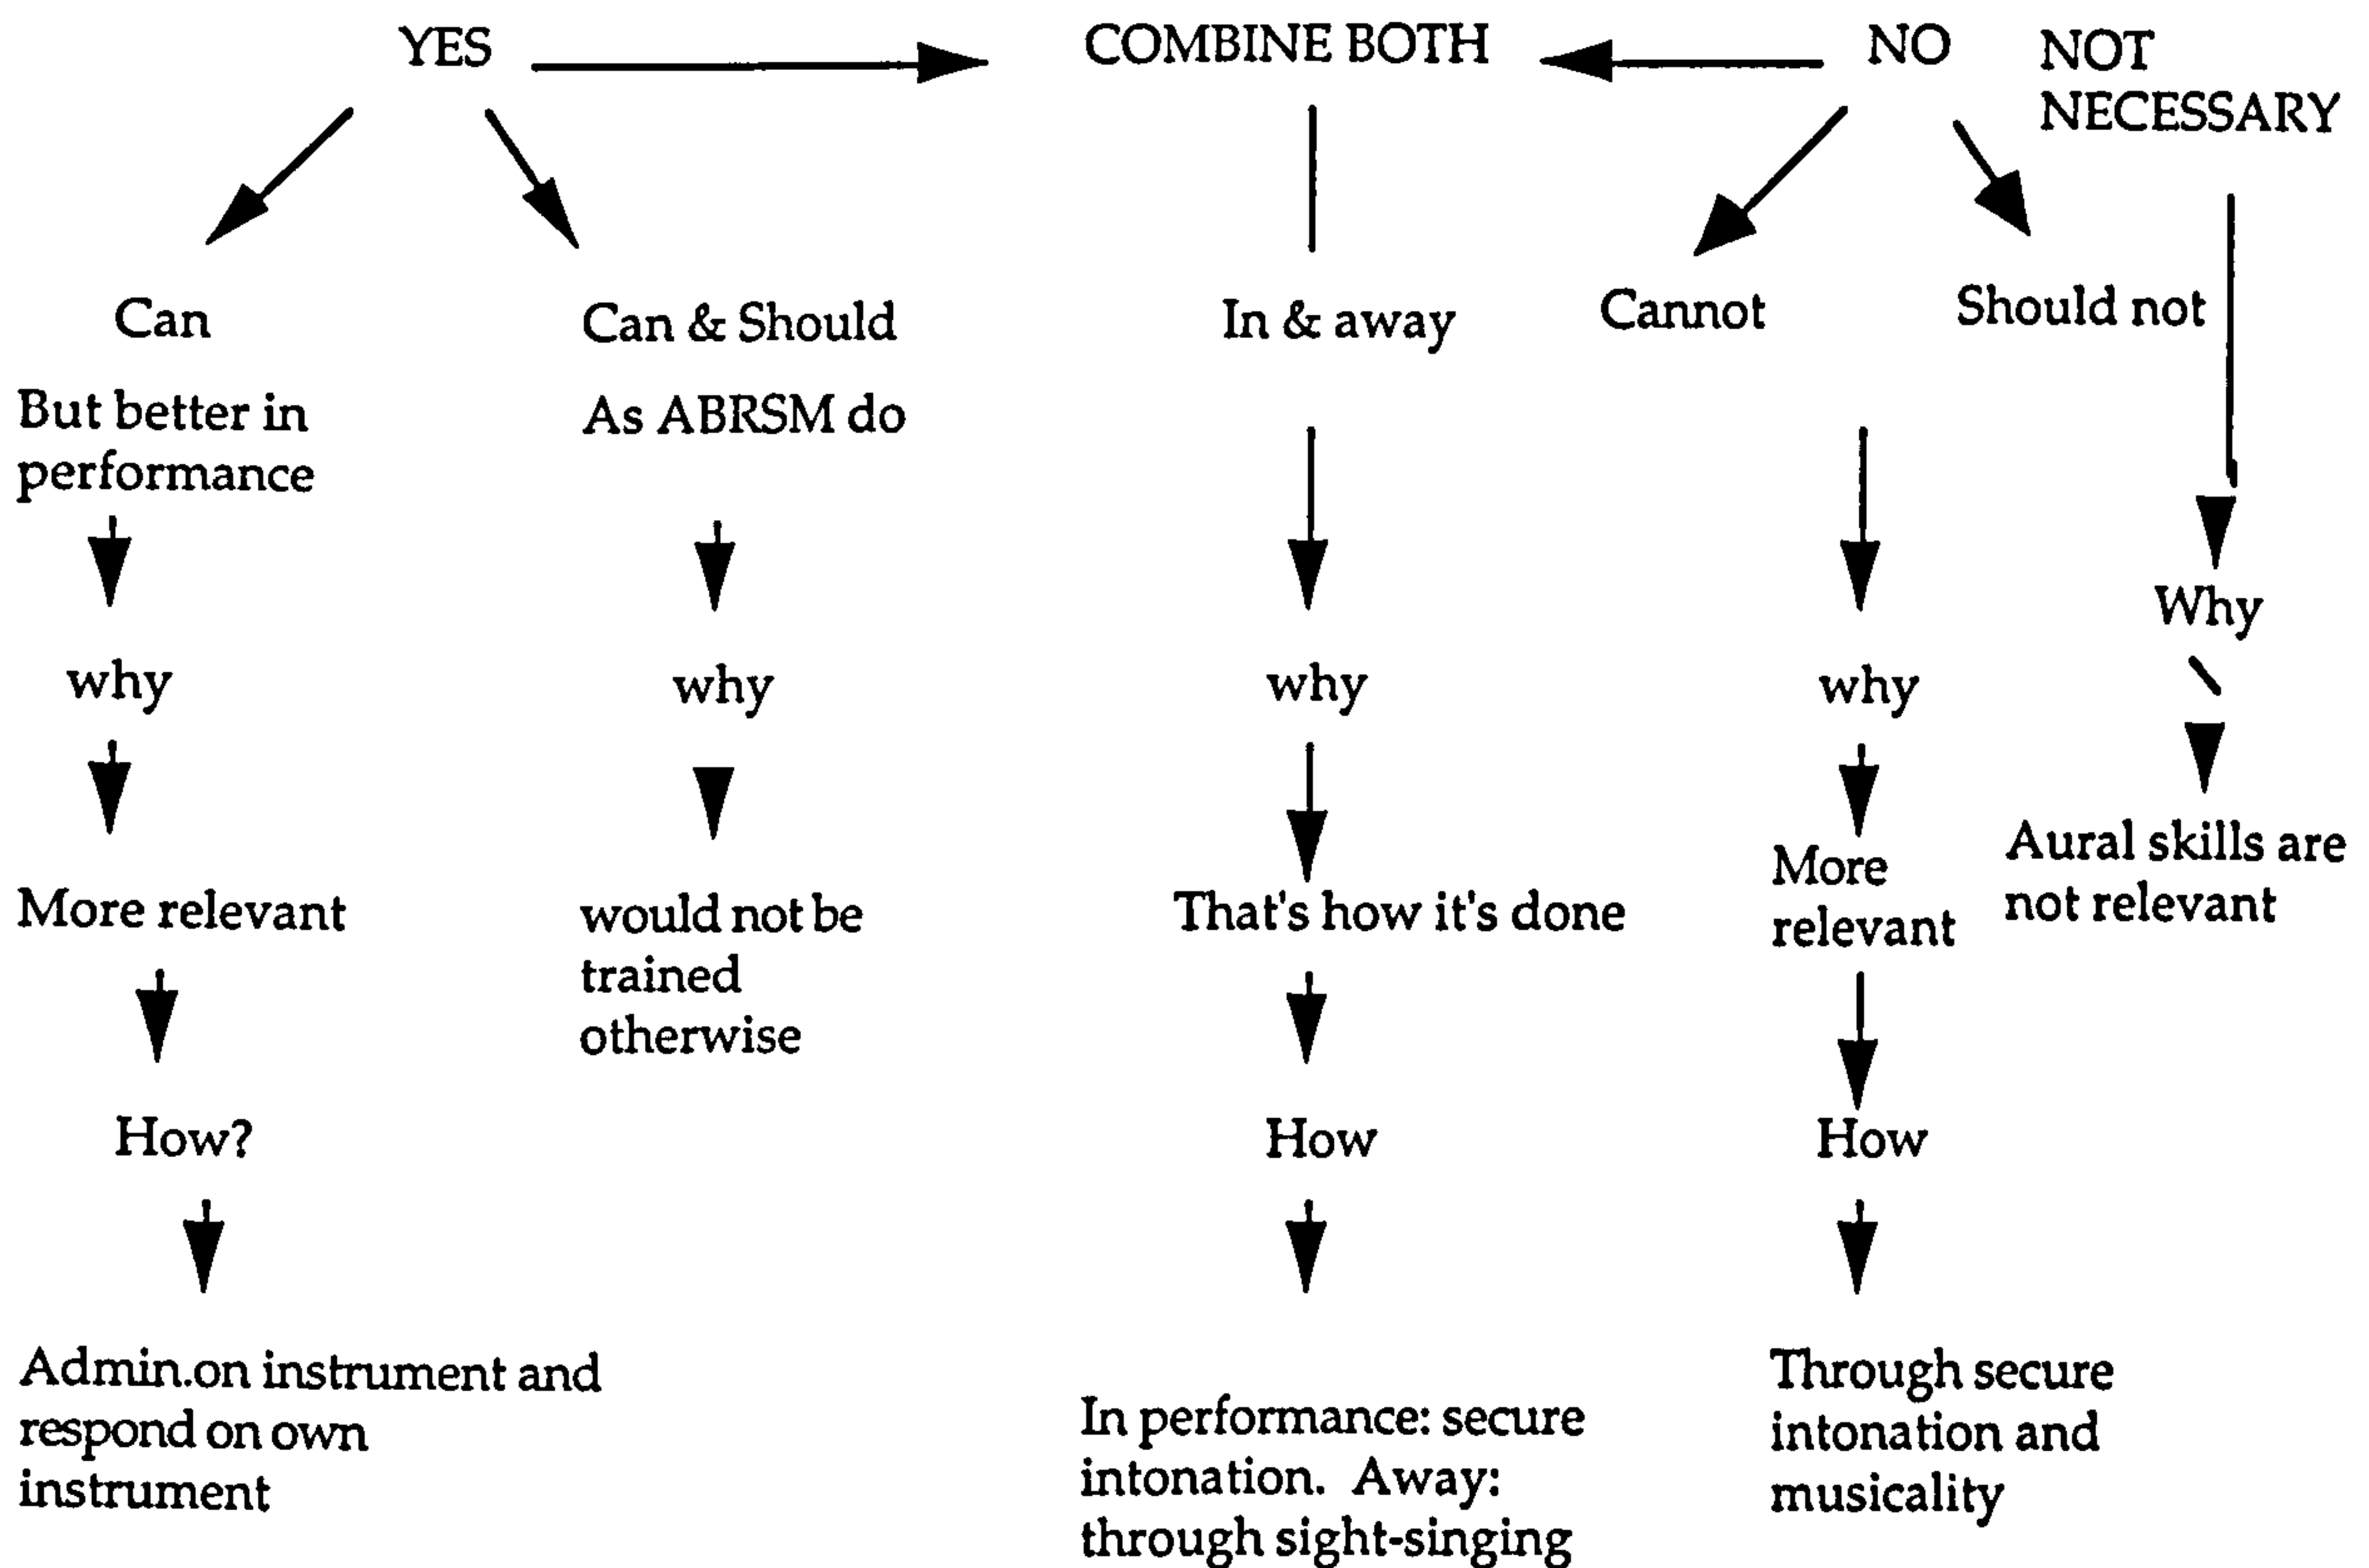 YES
COMBINE BOTH
NO
NOT
NECESSARY
Can
Can & Should
In & away
Cannot
Should not
But better in
performance
As ABRSM do
why
why
why
why
Why
More relevant
would not be
trained
otherwise
That's how it's done
More
relevant
Aural skills are
not relevant
How?
How
How
Admin.on instrument and
respond on own
instrument
In performance: secure
intonation. Away:
through sight-singing
Through secure
intonation and
musicality